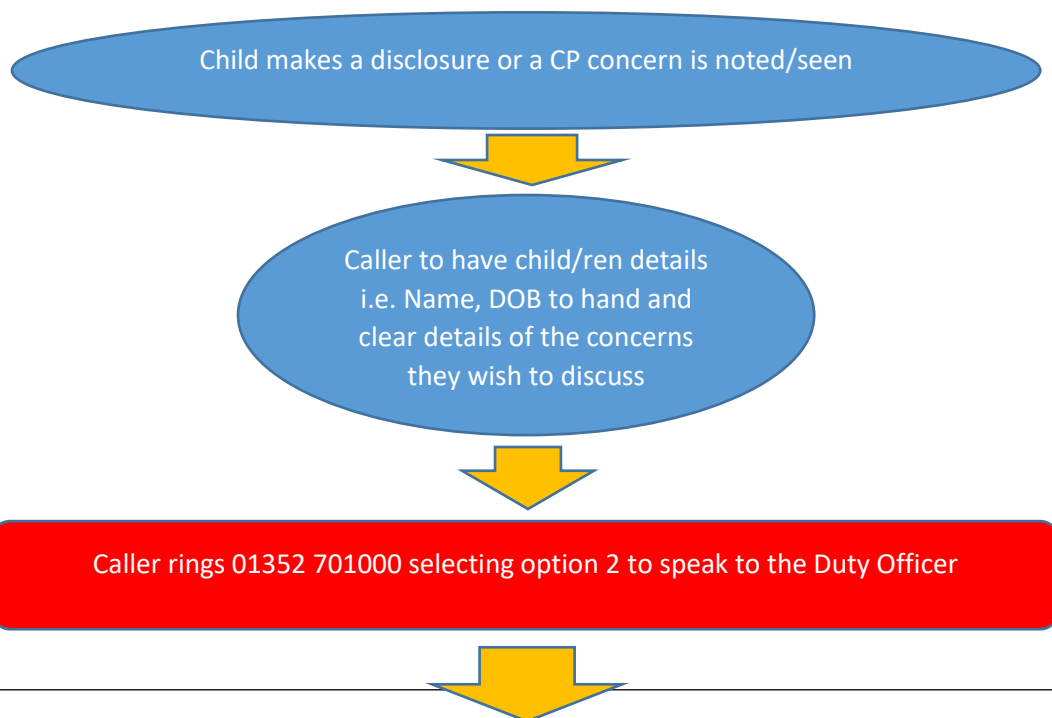 Child makes a disclosure or a CP concern is noted/seen
Caller to have child/ren details
i.e. Name, DOB to hand and
clear details of the concerns
they wish to discuss
Caller rings 01352 701000 selecting option 2 to speak to the Duty Officer